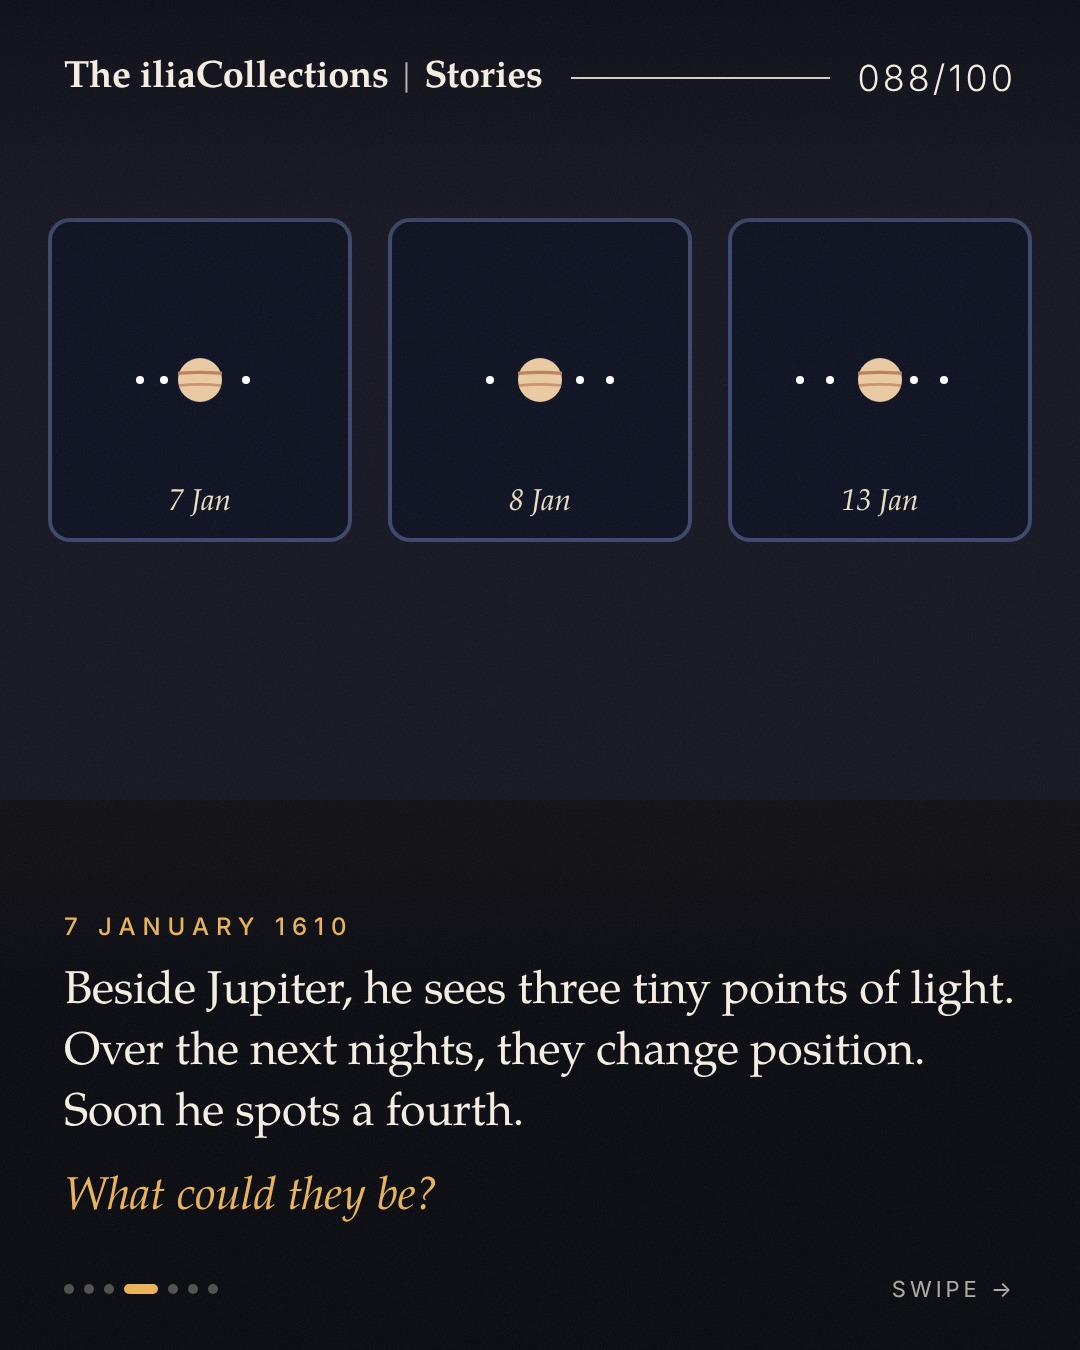 The iliaCollections | Stories 088/100
7 Jan
8 Jan
13 Jan
7 JANUARY 1610
Beside Jupiter, he sees three tiny points of light.
Over the next nights, they change position.
Soon he spots a fourth.
What could they be?
SWIPE →